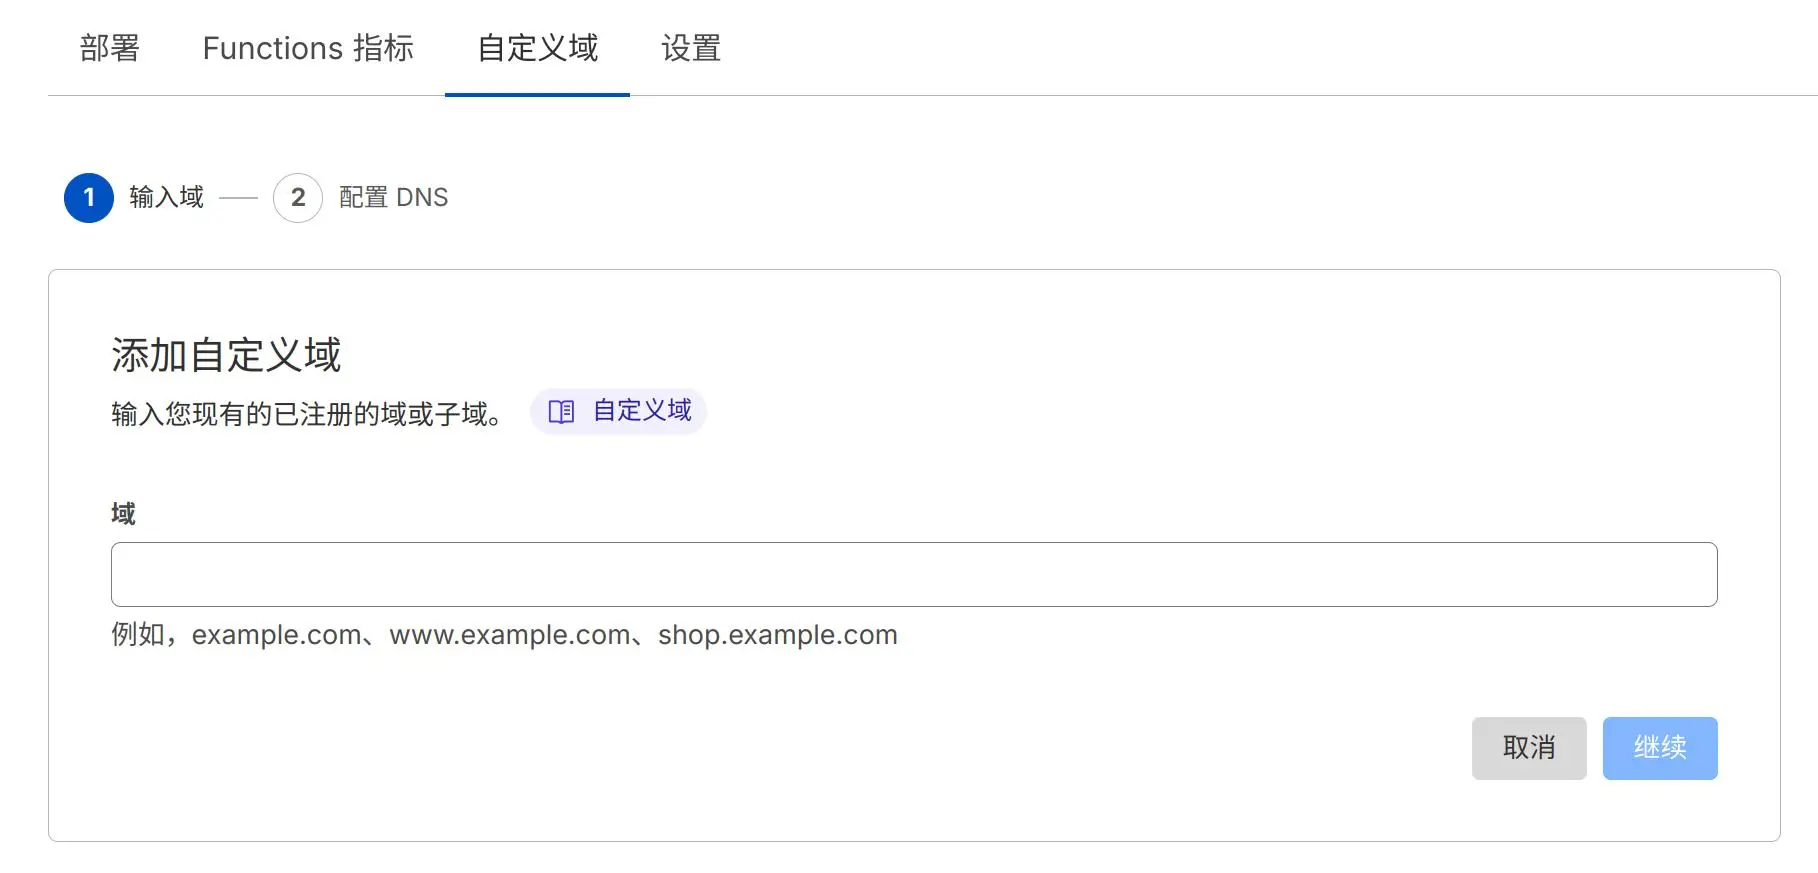 部署 Functions 指标 自定义域 设置
1 输入域 2 配置 DNS
添加自定义域
输入您现有的已注册的域或子域。 自定义域
域
例如，example.com、www.example.com、shop.example.com
取消 继续